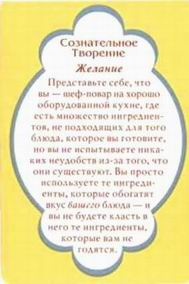 Сознательное
Творение
Желание
Представьте себе, что
вы — шеф-повар на хорошо
оборудованной кухне, где
есть множество ингредиен-
тов, не подходящих для того
блюда, которое вы готовите,
но вы не испытываете ника-
ких неудобств из-за того, что
они существуют. Вы просто
используете те ингреди-
енты, которые обогатят
вкус вашего блюда — и
вы не будете класть в
него те ингредиенты,
которые вам не
годятся.